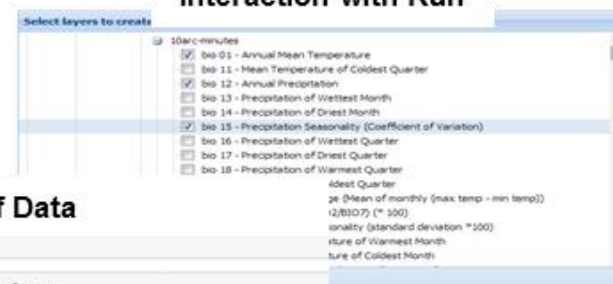 Interaction with Run
Select layers to create
10arc-minutes
bio 01 - Annual Mean Temperature
bio 11 - Mean Temperature of Coldest Quarter
bio 12 - Annual Precipitation
bio 13 - Precipitation of Wettest Month
bio 14 - Precipitation of Driest Month
bio 15 - Precipitation Seasonality (Coefficient of Variation)
bio 16 - Precipitation of Wettest Quarter
bio 17 - Precipitation of Driest Quarter
bio 18 - Precipitation of Warmest Quarter
ldest Quarter
ge (Mean of monthly (max temp - min temp))
f Data
(2/BIO7) (* 100)
onality (standard deviation *100)
ture of Warmest Month
ture of Coldest Month